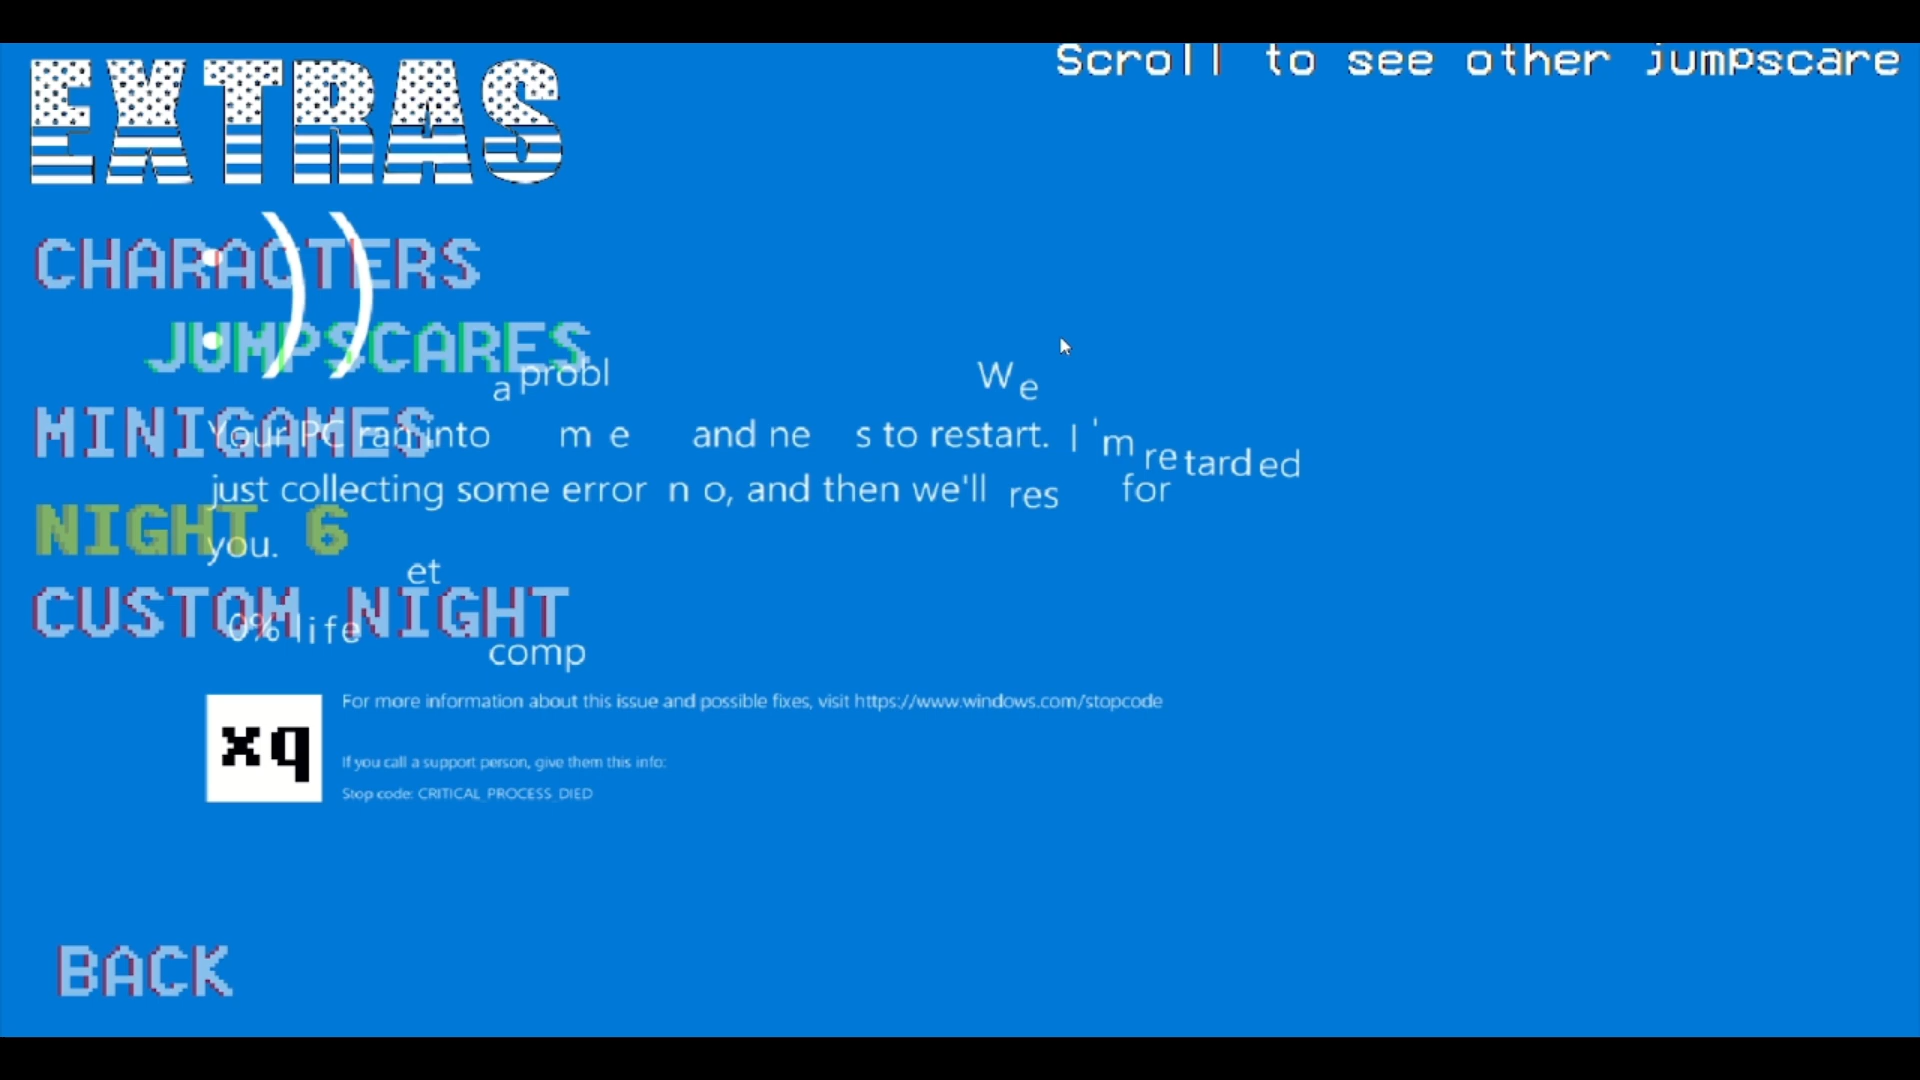 EXTRAS
Scroll to see other jumpscare
CHARACTERS
:))
JUMPSCARES
a probl
We
MINIGAMES
Your PC ran into m e and ne s to restart. I'm retarded
just collecting some error n o, and then we'll res for
NIGHT 6
you.
et
CUSTOM NIGHT
0% life
comp
xq
For more information about this issue and possible fixes, visit https://www.windows.com/stopcode
If you call a support person, give them this info:
Stop code: CRITICAL_PROCESS_DIED
BACK